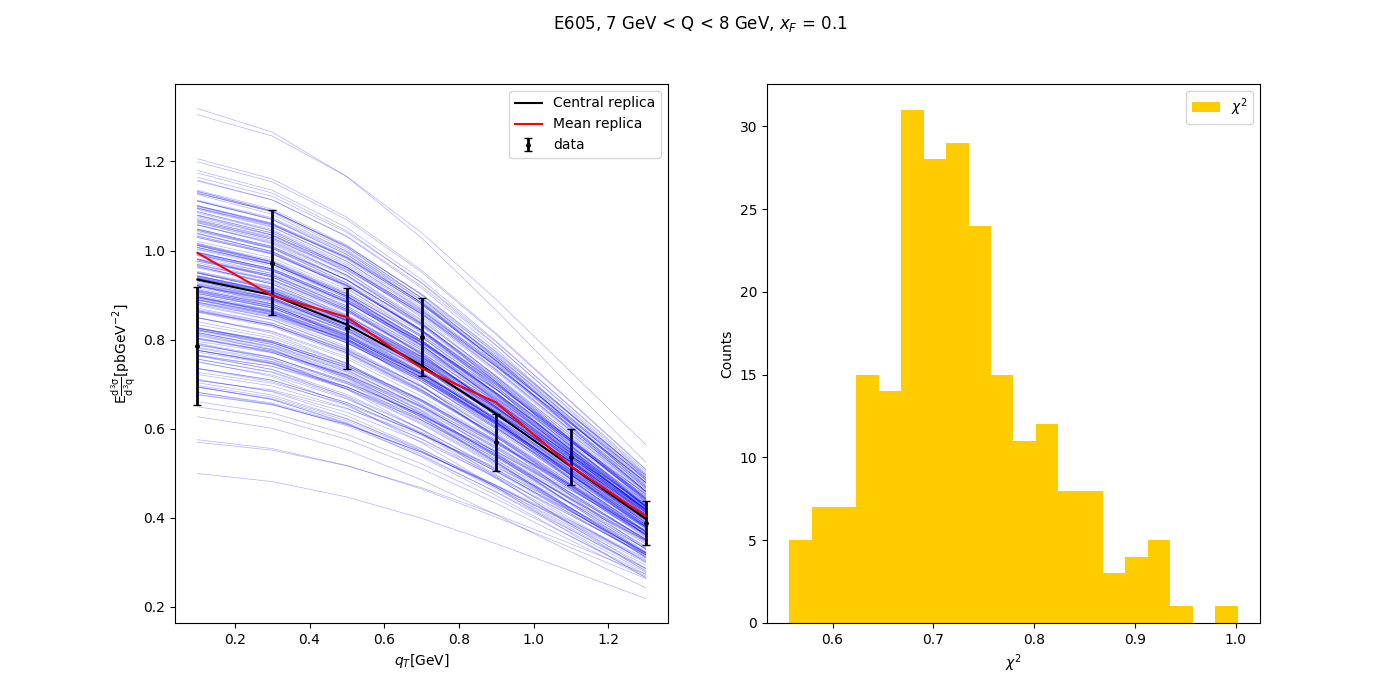 E605, 7 GeV < Q < 8 GeV, x_F = 0.1
Central replica
Mean replica
data
1.2
1.0
0.8
0.6
0.4
0.2
E d³σ/d³q [pbGeV⁻²]
0.2 0.4 0.6 0.8 1.0 1.2
q_T[GeV]
χ²
30
25
20
15
10
5
0
Counts
0.6 0.7 0.8 0.9 1.0
χ²